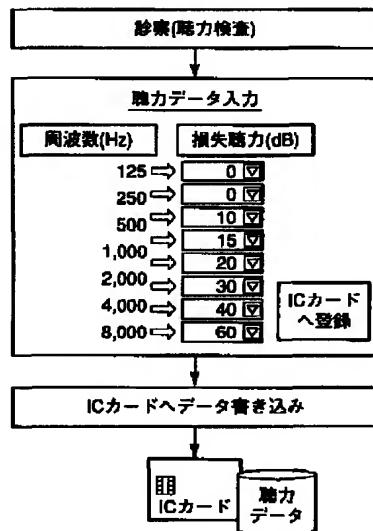 診察(聴力検査)
聴力データ入力
周波数(Hz) 損失聴力(dB)
125 ⇨ 0
250 ⇨ 0
500 ⇨ 10
⇨ 15
1,000 ⇨ 20
2,000 ⇨ 30
4,000 ⇨ 40
8,000 ⇨ 60
ICカード
へ登録
ICカードへデータ書き込み
ICカード
聴力
データ